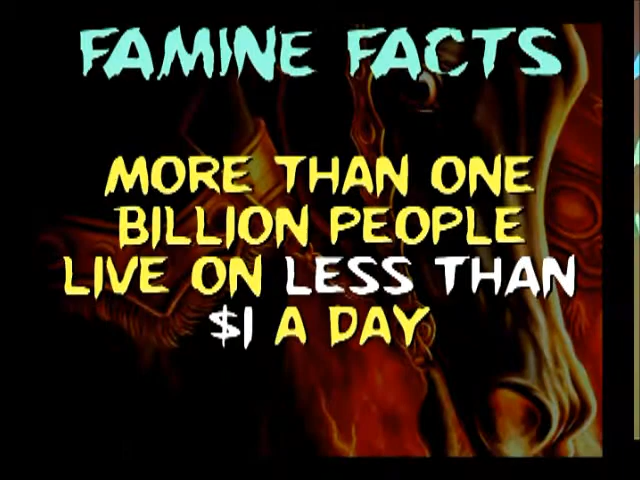 FAMINE FACTS
MORE THAN ONE
BILLION PEOPLE
LIVE ON LESS THAN
$1 A DAY